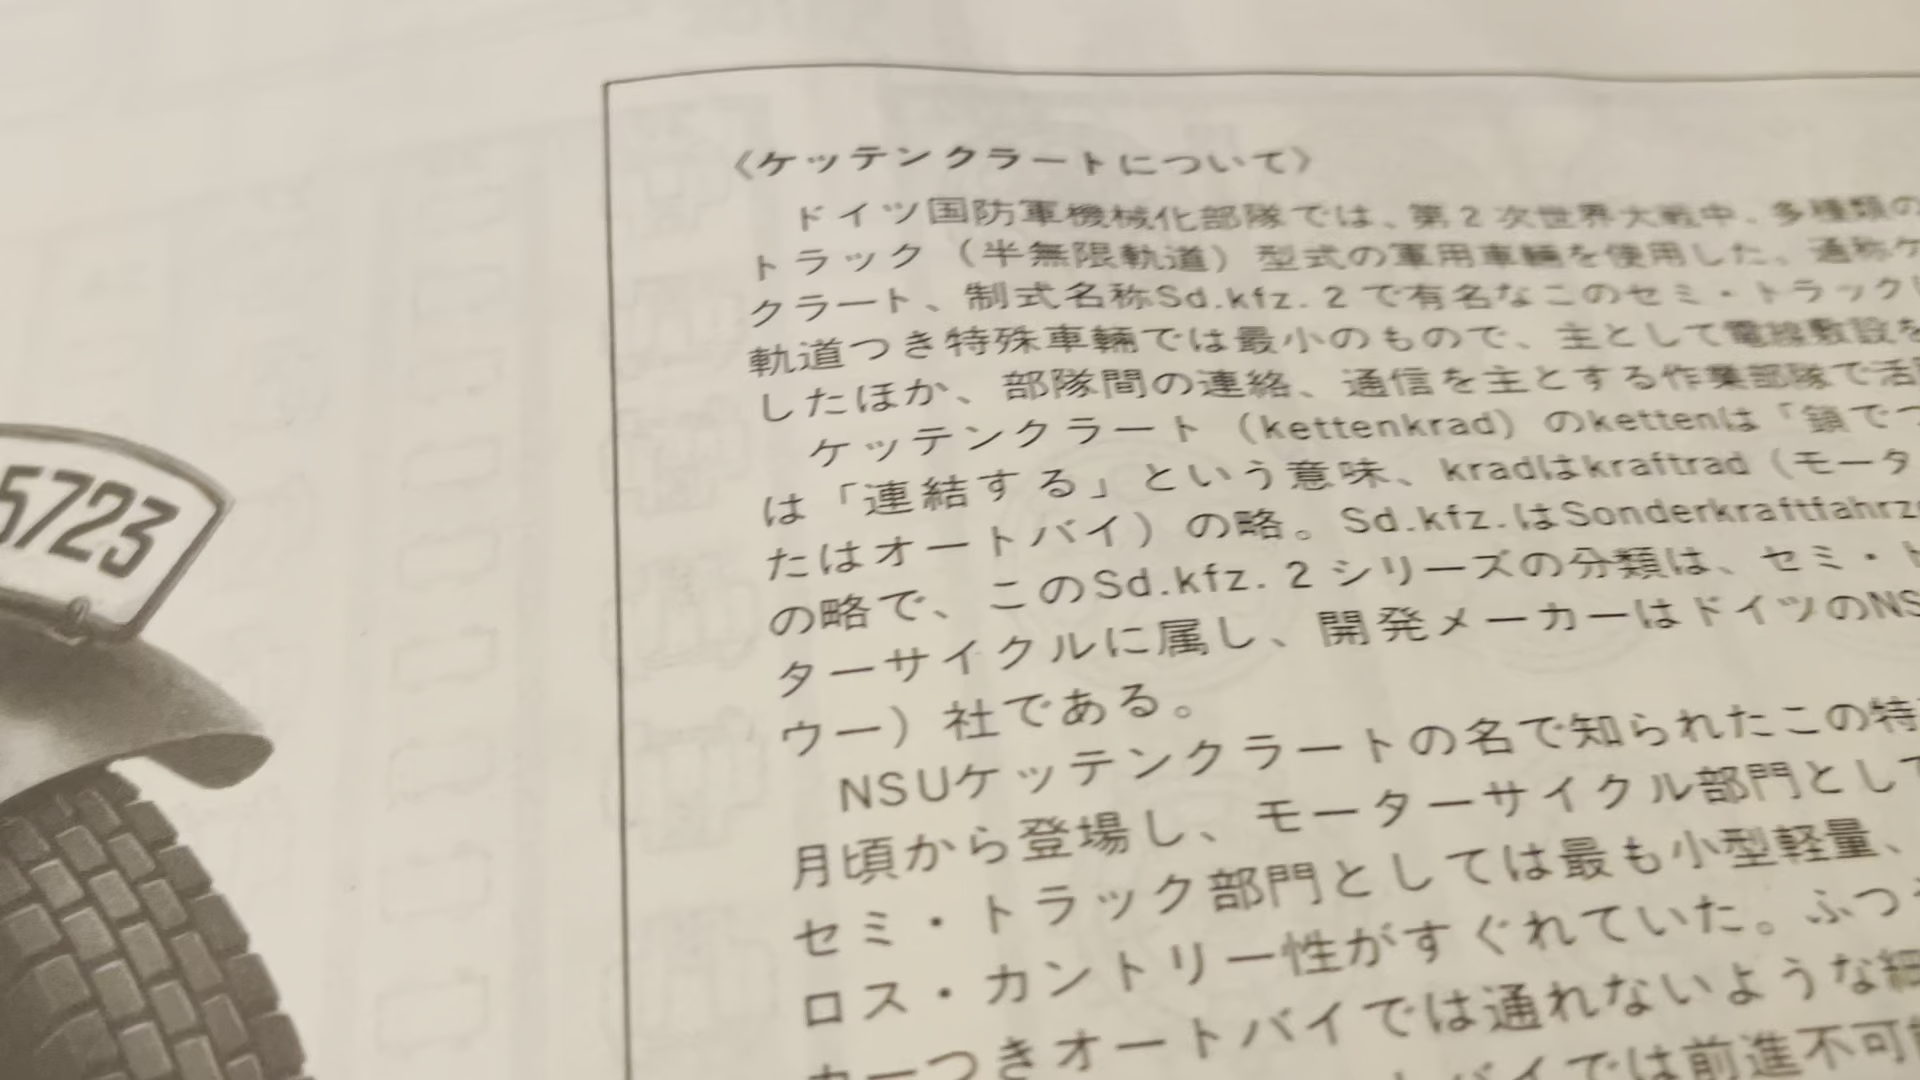 5723
《ケッテンクラートについて》
ドイツ国防軍機械化部隊では、第2次世界大戦中、多種類の
トラック（半無限軌道）型式の軍用車輛を使用した。通称ケ
クラート、制式名称Sd.kfz.2で有名なこのセミ・トラック
軌道つき特殊車輛では最小のもので、主として電線敷設を
したほか、部隊間の連絡、通信を主とする作業部隊で活
ケッテンクラート（kettenkrad）のkettenは「鎖でつ
は「連結する」という意味、kradはkraftrad（モータ
たはオートバイ）の略。Sd.kfz.はSonderkraftfahrz
の略で、このSd.kfz.2シリーズの分類は、セミ・ト
ターサイクルに属し、開発メーカーはドイツのNS
ウー）社である。
NSUケッテンクラートの名で知られたこの特
月頃から登場し、モーターサイクル部門として
セミ・トラック部門としては最も小型軽量、
ロス・カントリー性がすぐれていた。ふつう
カーつきオートバイでは通れないような細
バイでは前進不可